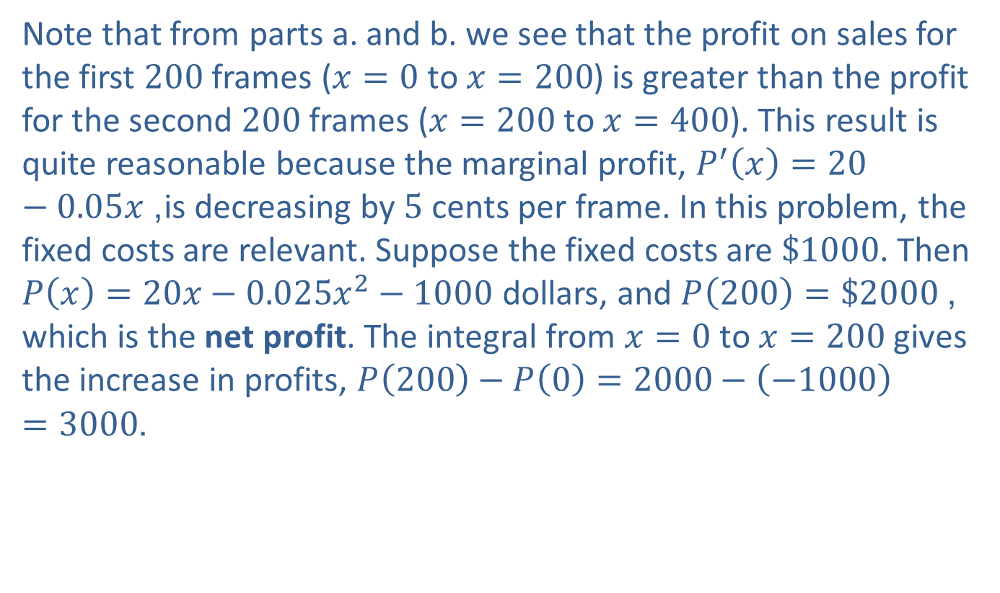 Note that from parts a. and b. we see that the profit on sales for
the first 200 frames (x = 0 to x = 200) is greater than the profit
for the second 200 frames (x = 200 to x = 400). This result is
quite reasonable because the marginal profit, P′(x) = 20
− 0.05x ,is decreasing by 5 cents per frame. In this problem, the
fixed costs are relevant. Suppose the fixed costs are $1000. Then
P(x) = 20x − 0.025x² − 1000 dollars, and P(200) = $2000 ,
which is the net profit. The integral from x = 0 to x = 200 gives
the increase in profits, P(200) − P(0) = 2000 − (−1000)
= 3000.